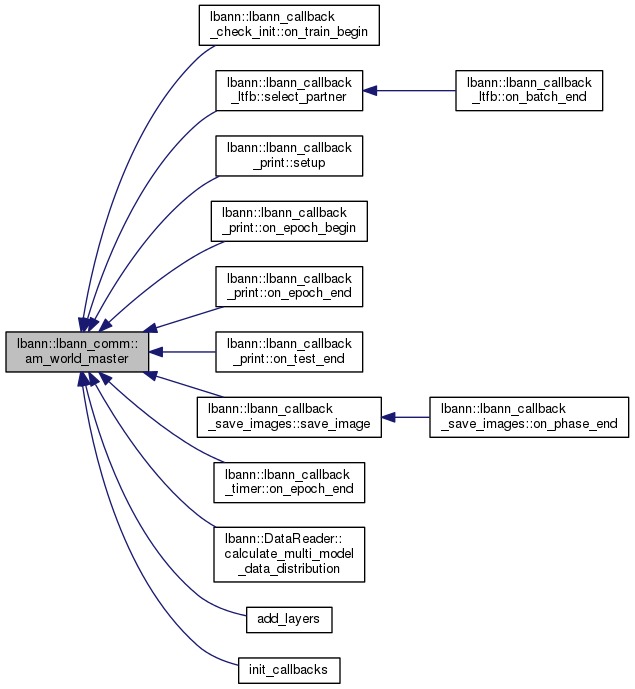 lbann::lbann_callback
_check_init::on_train_begin
lbann::lbann_callback
_ltfb::select_partner
lbann::lbann_callback
_ltfb::on_batch_end
lbann::lbann_callback
_print::setup
lbann::lbann_callback
_print::on_epoch_begin
lbann::lbann_callback
_print::on_epoch_end
lbann::lbann_comm::
am_world_master
lbann::lbann_callback
_print::on_test_end
lbann::lbann_callback
_save_images::save_image
lbann::lbann_callback
_save_images::on_phase_end
lbann::lbann_callback
_timer::on_epoch_end
lbann::DataReader::
calculate_multi_model
_data_distribution
add_layers
init_callbacks